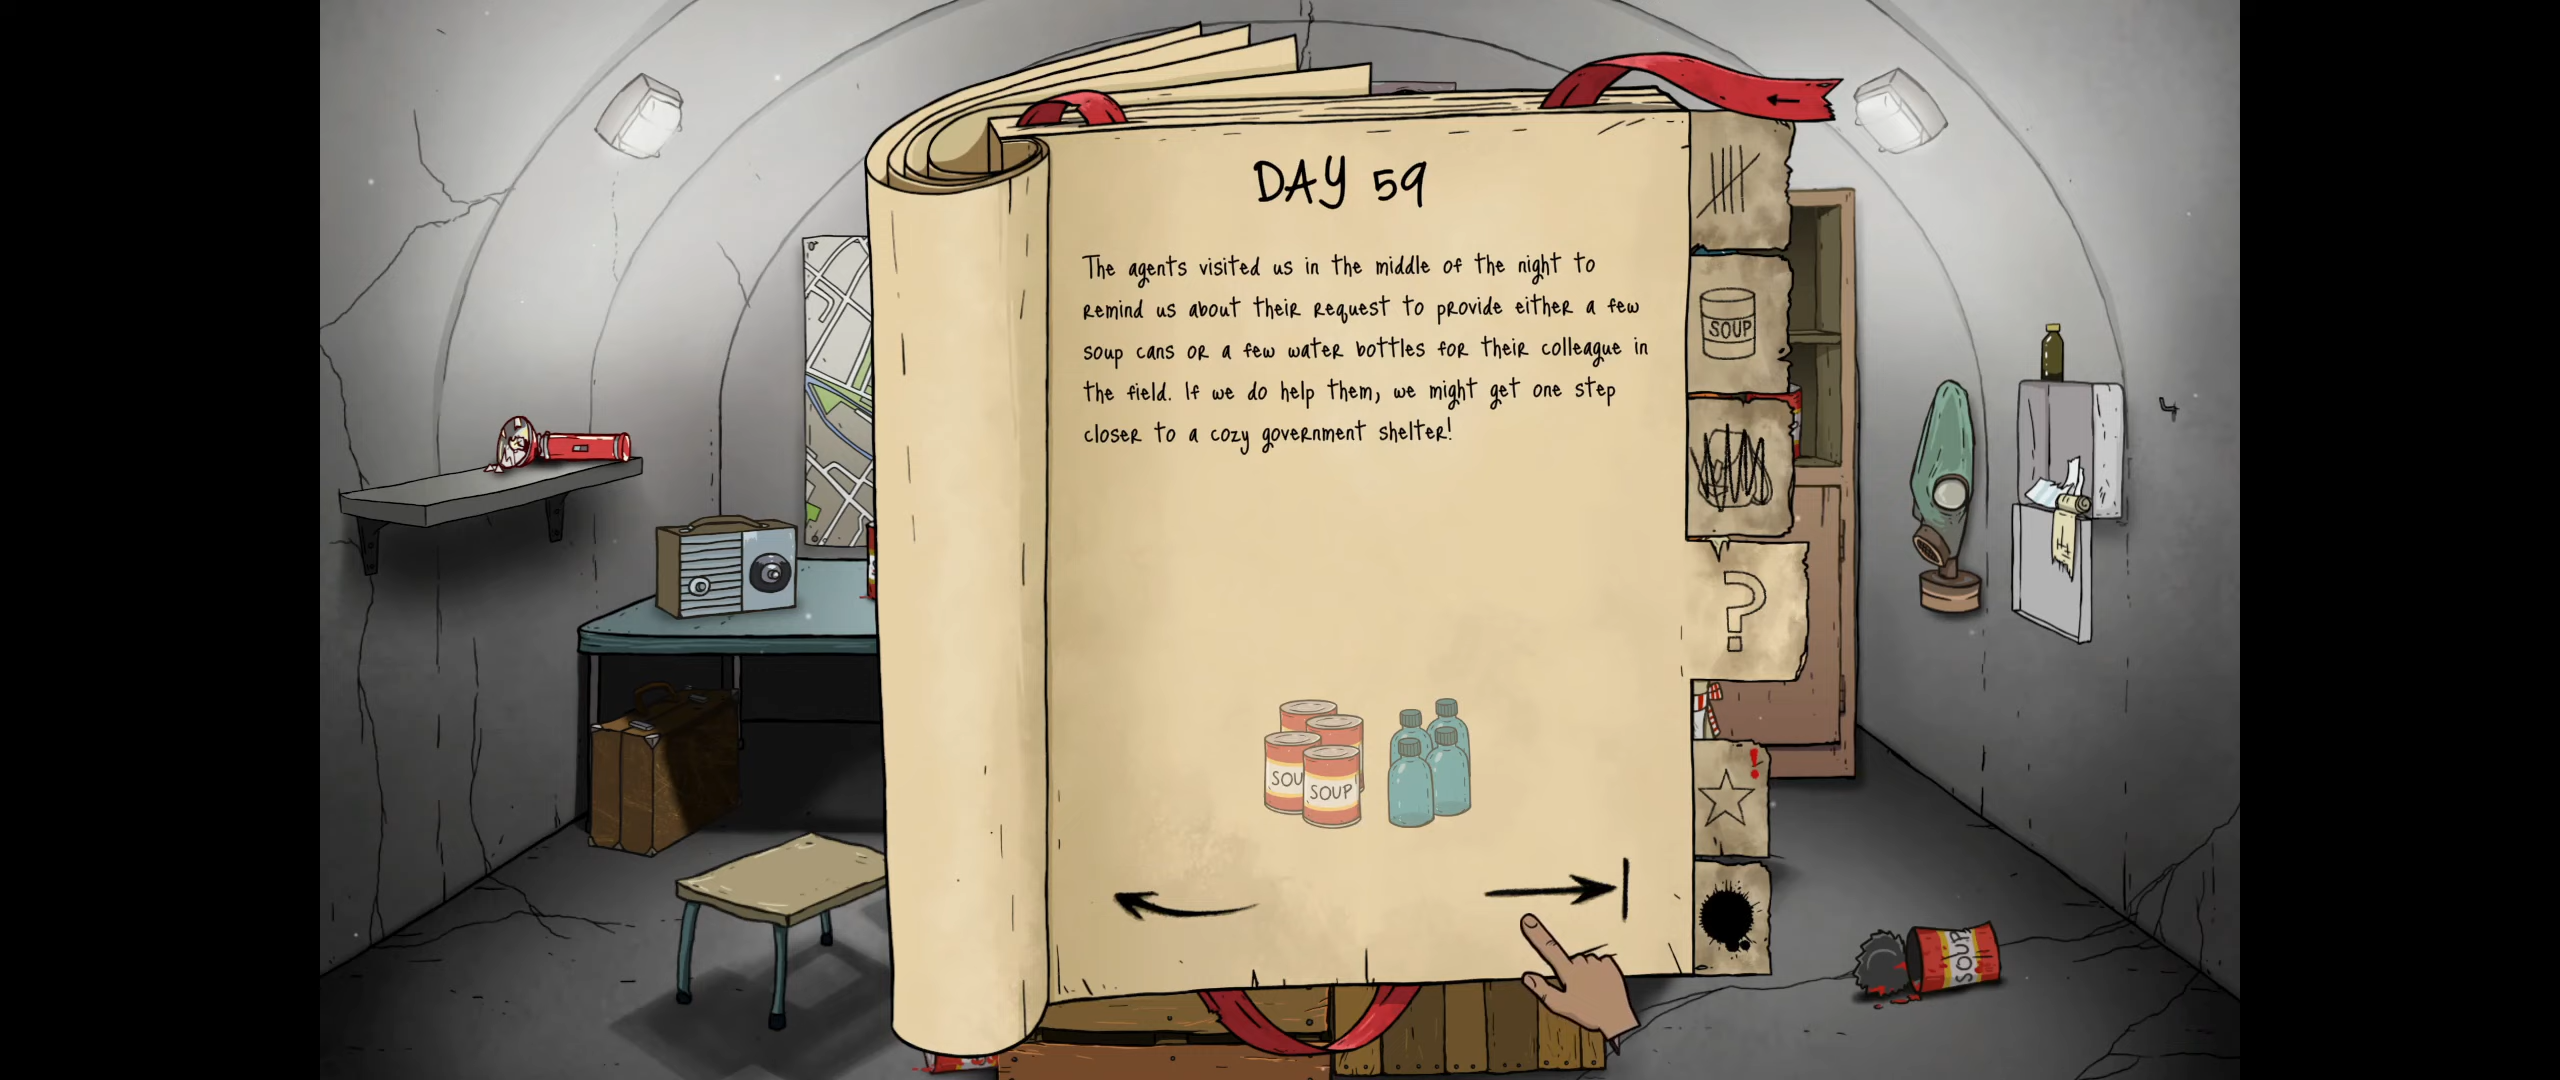 DAY 59
The agents visited us in the middle of the night to
remind us about their request to provide either a few
soup cans or a few water bottles for their colleague in
the field. If we do help them, we might get one step
closer to a cozy government shelter!
SOUP
?
!
SOU
SOUP
SOUP